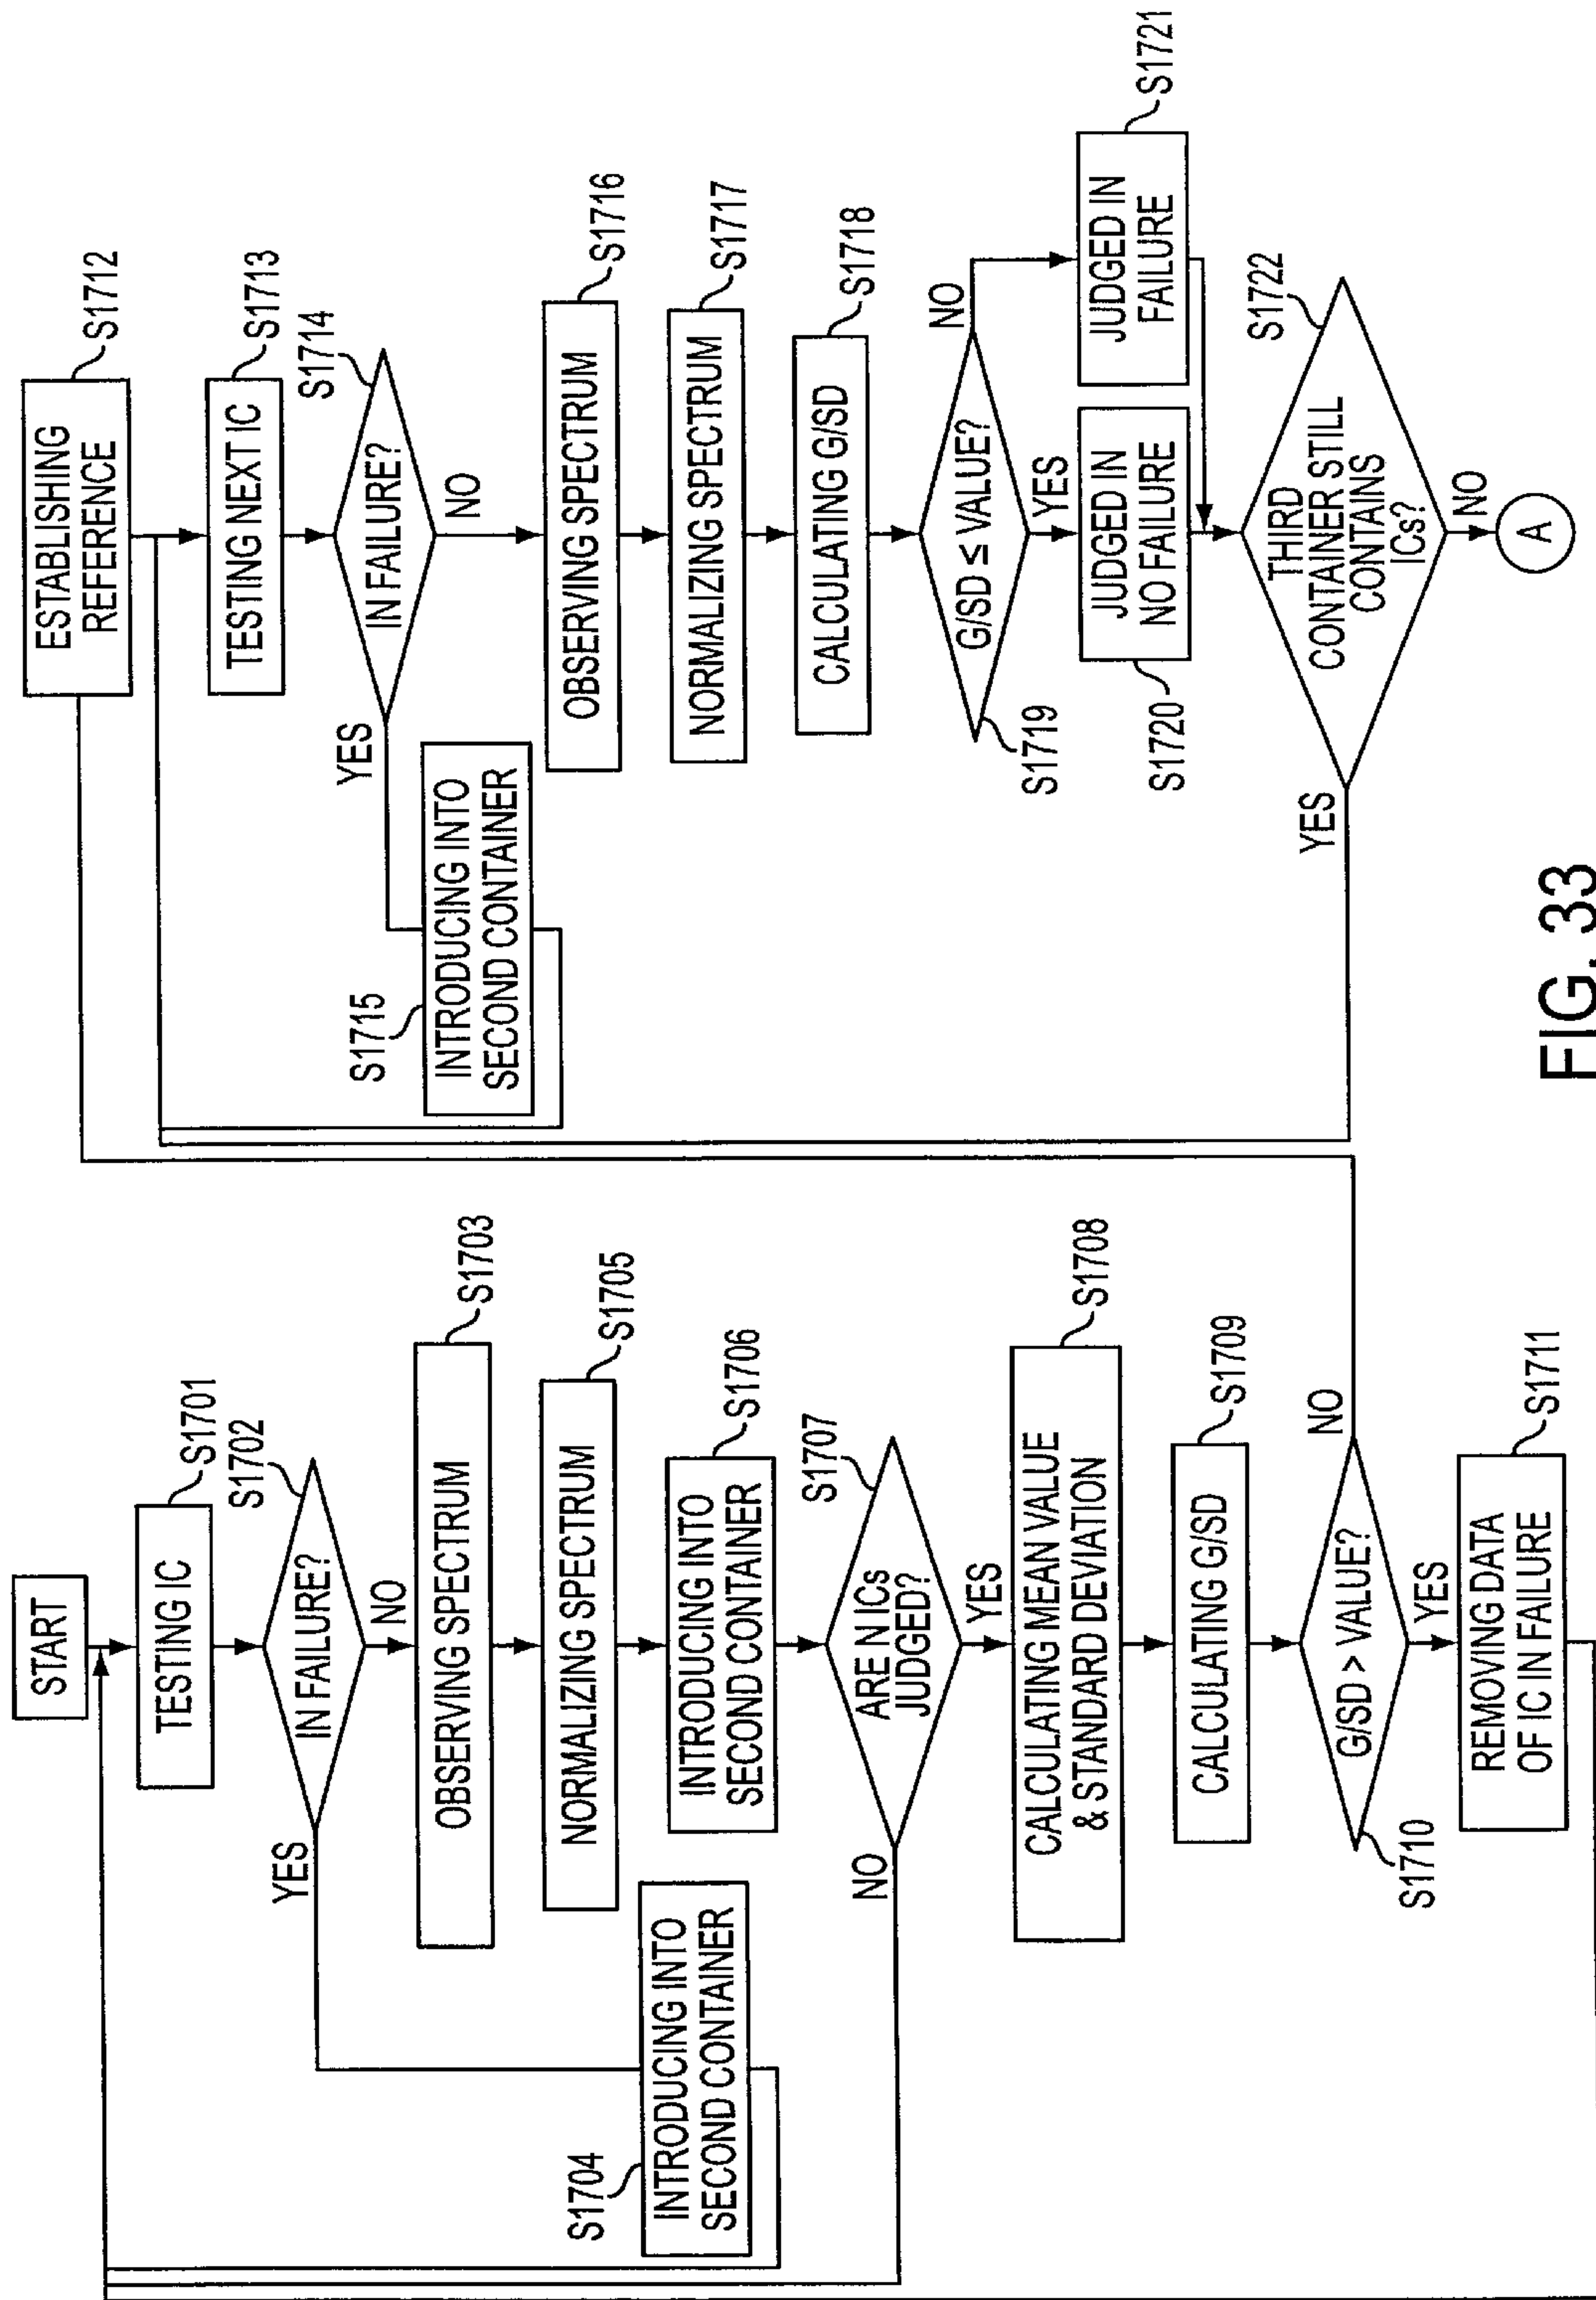 START
TESTING IC
S1701
IN FAILURE?
S1702
YES
NO
OBSERVING SPECTRUM
S1703
INTRODUCING INTO
SECOND CONTAINER
S1704
NORMALIZING SPECTRUM
S1705
INTRODUCING INTO
SECOND CONTAINER
S1706
ARE N ICs
JUDGED?
S1707
NO
YES
CALCULATING MEAN VALUE
& STANDARD DEVIATION
S1708
CALCULATING G/SD
S1709
G/SD > VALUE?
S1710
NO
YES
REMOVING DATA
OF IC IN FAILURE
S1711
ESTABLISHING
REFERENCE
S1712
TESTING NEXT IC
S1713
IN FAILURE?
S1714
YES
NO
INTRODUCING INTO
SECOND CONTAINER
S1715
OBSERVING SPECTRUM
S1716
NORMALIZING SPECTRUM
S1717
CALCULATING G/SD
S1718
G/SD ≤ VALUE?
S1719
NO
YES
JUDGED IN
NO FAILURE
S1720
JUDGED IN
FAILURE
S1721
THIRD
CONTAINER STILL
CONTAINS
ICs?
S1722
YES
NO
A
FIG. 33